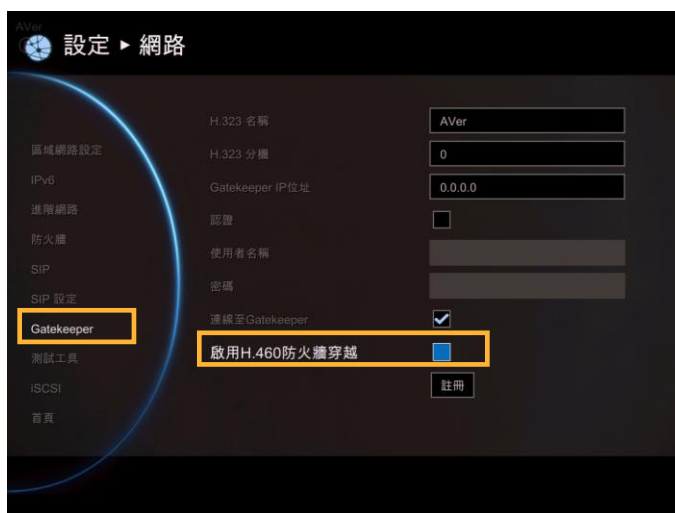 AVer
設定 ▸ 網路
區域網路設定
IPv6
進階網路
防火牆
SIP
SIP 設定
Gatekeeper
測試工具
iSCSI
首頁
H.323 名稱
AVer
H.323 分機
0
Gatekeeper IP位址
0.0.0.0
認證
使用者名稱
密碼
連線至Gatekeeper
啟用H.460防火牆穿越
註冊